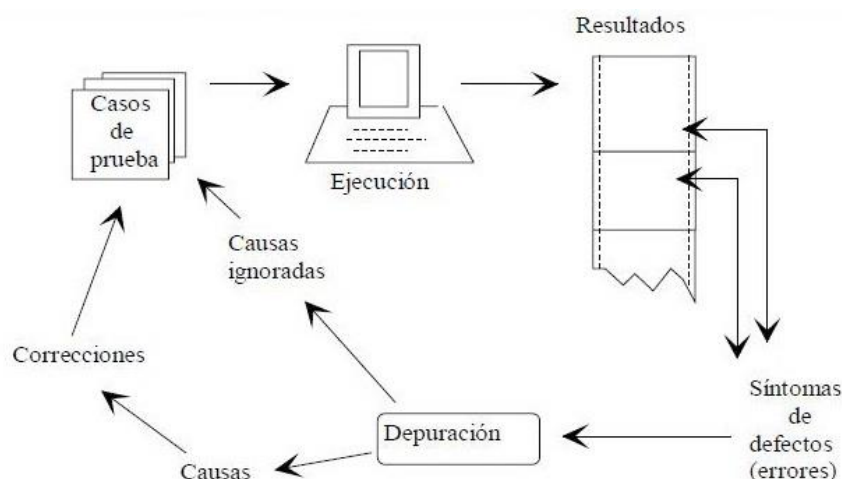 Resultados
Casos
de
prueba
Ejecución
Causas
ignoradas
Correcciones
Síntomas
de
defectos
(errores)
Depuración
Causas